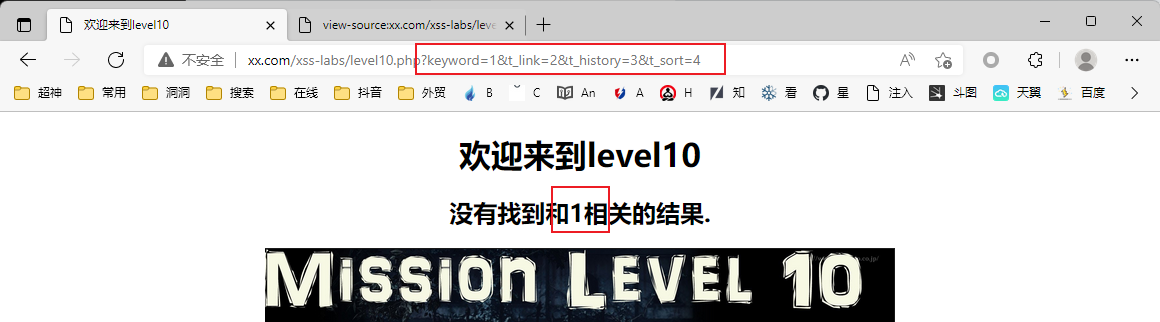 欢迎来到level10
view-source:xx.com/xss-labs/leve
不安全
xx.com/xss-labs/level10.php?keyword=1&t_link=2&t_history=3&t_sort=4
超神 常用 洞洞 搜索 在线 抖音 外贸 B C An A H 知 看 星 注入 斗图 天翼 百度
欢迎来到level10
没有找到和1相关的结果.
Mission Level 10